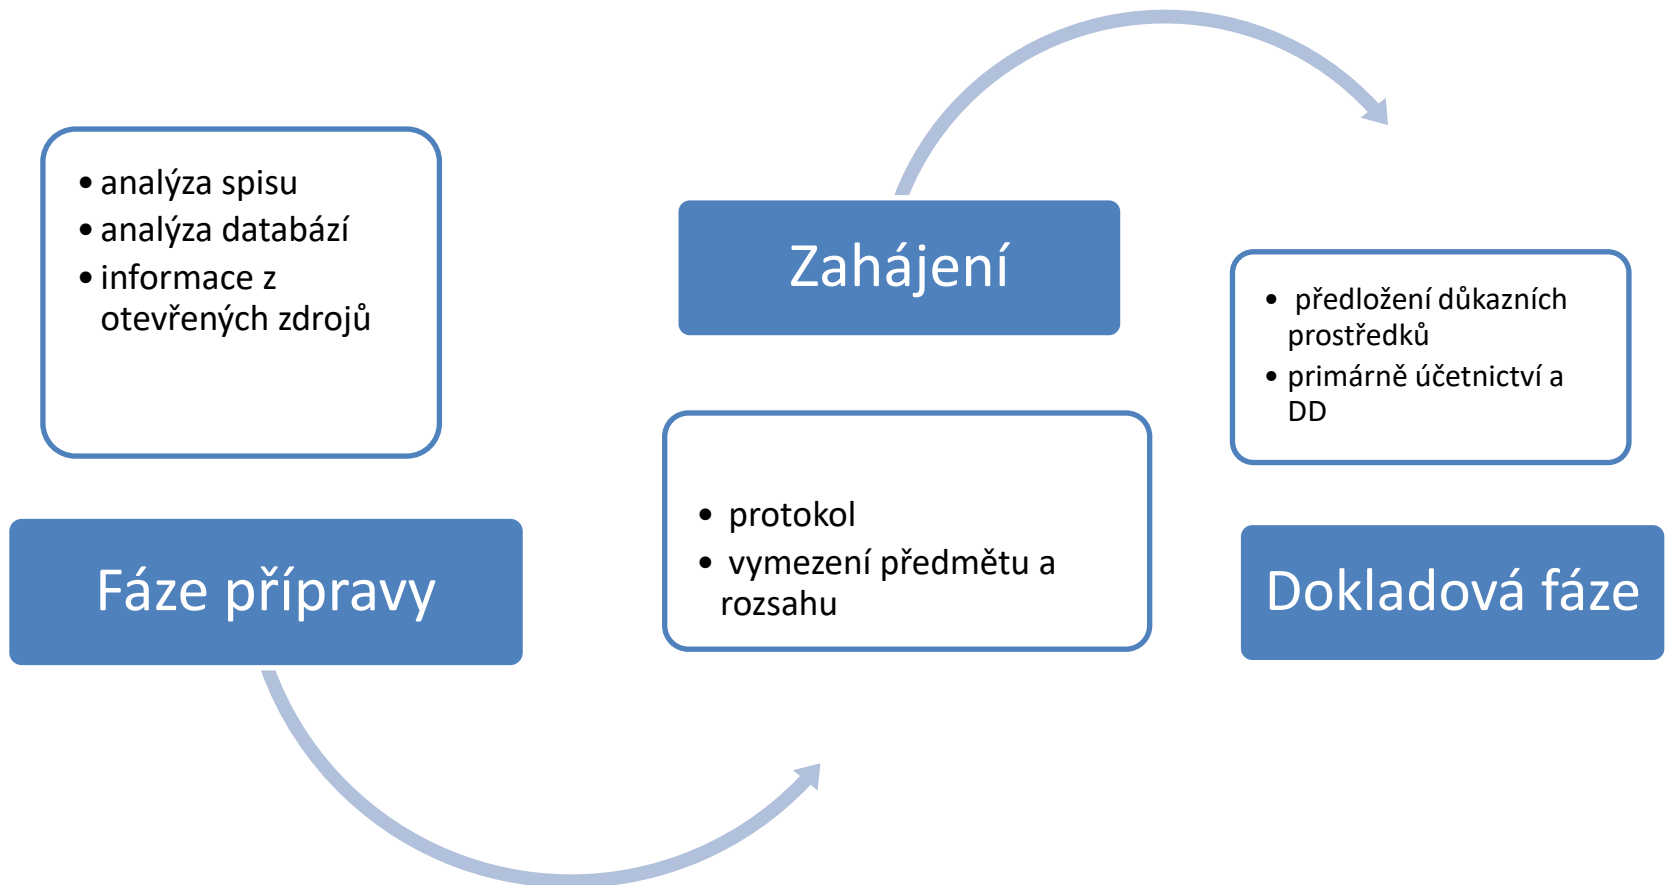 • analýza spisu
• analýza databází
• informace z
otevřených zdrojů
Fáze přípravy
Zahájení
• protokol
• vymezení předmětu a
rozsahu
• předložení důkazních
prostředků
• primárně účetnictví a
DD
Dokladová fáze